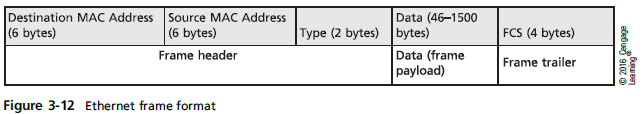 Destination MAC Address
(6 bytes)
Source MAC Address
(6 bytes)
Type (2 bytes)
Data (46–1500
bytes)
FCS (4 bytes)
Frame header
Data (frame
payload)
Frame trailer
© 2016 Cengage
Learning®
Figure 3-12 Ethernet frame format